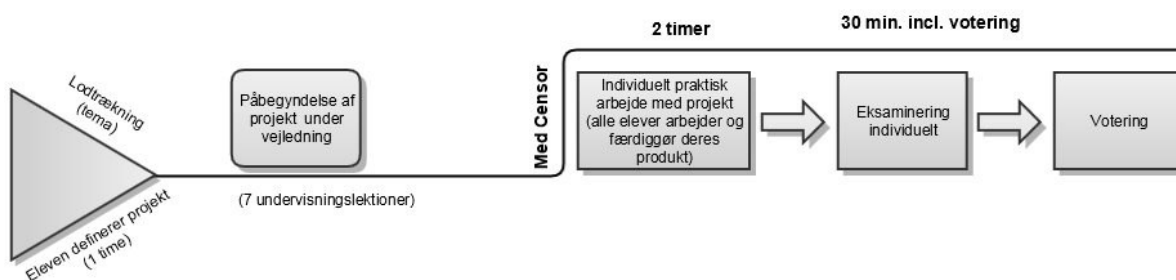 Lodtrækning
(tema)
Eleven definerer projekt
(1 time)
Påbegyndelse af
projekt under
vejledning
(7 undervisningslektioner)
Med Censor
2 timer
Individuelt praktisk
arbejde med projekt
(alle elever arbejder og
færdiggør deres
produkt)
30 min. incl. votering
Eksaminering
individuelt
Votering